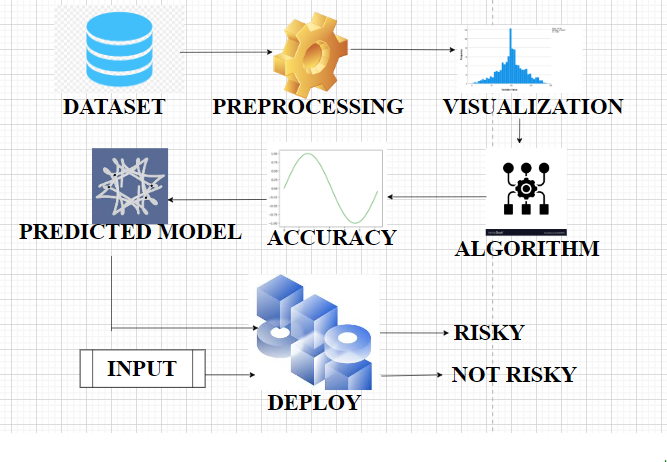 DATASET
PREPROCESSING
VISUALIZATION
PREDICTED MODEL
ACCURACY
ALGORITHM
INPUT
DEPLOY
RISKY
NOT RISKY